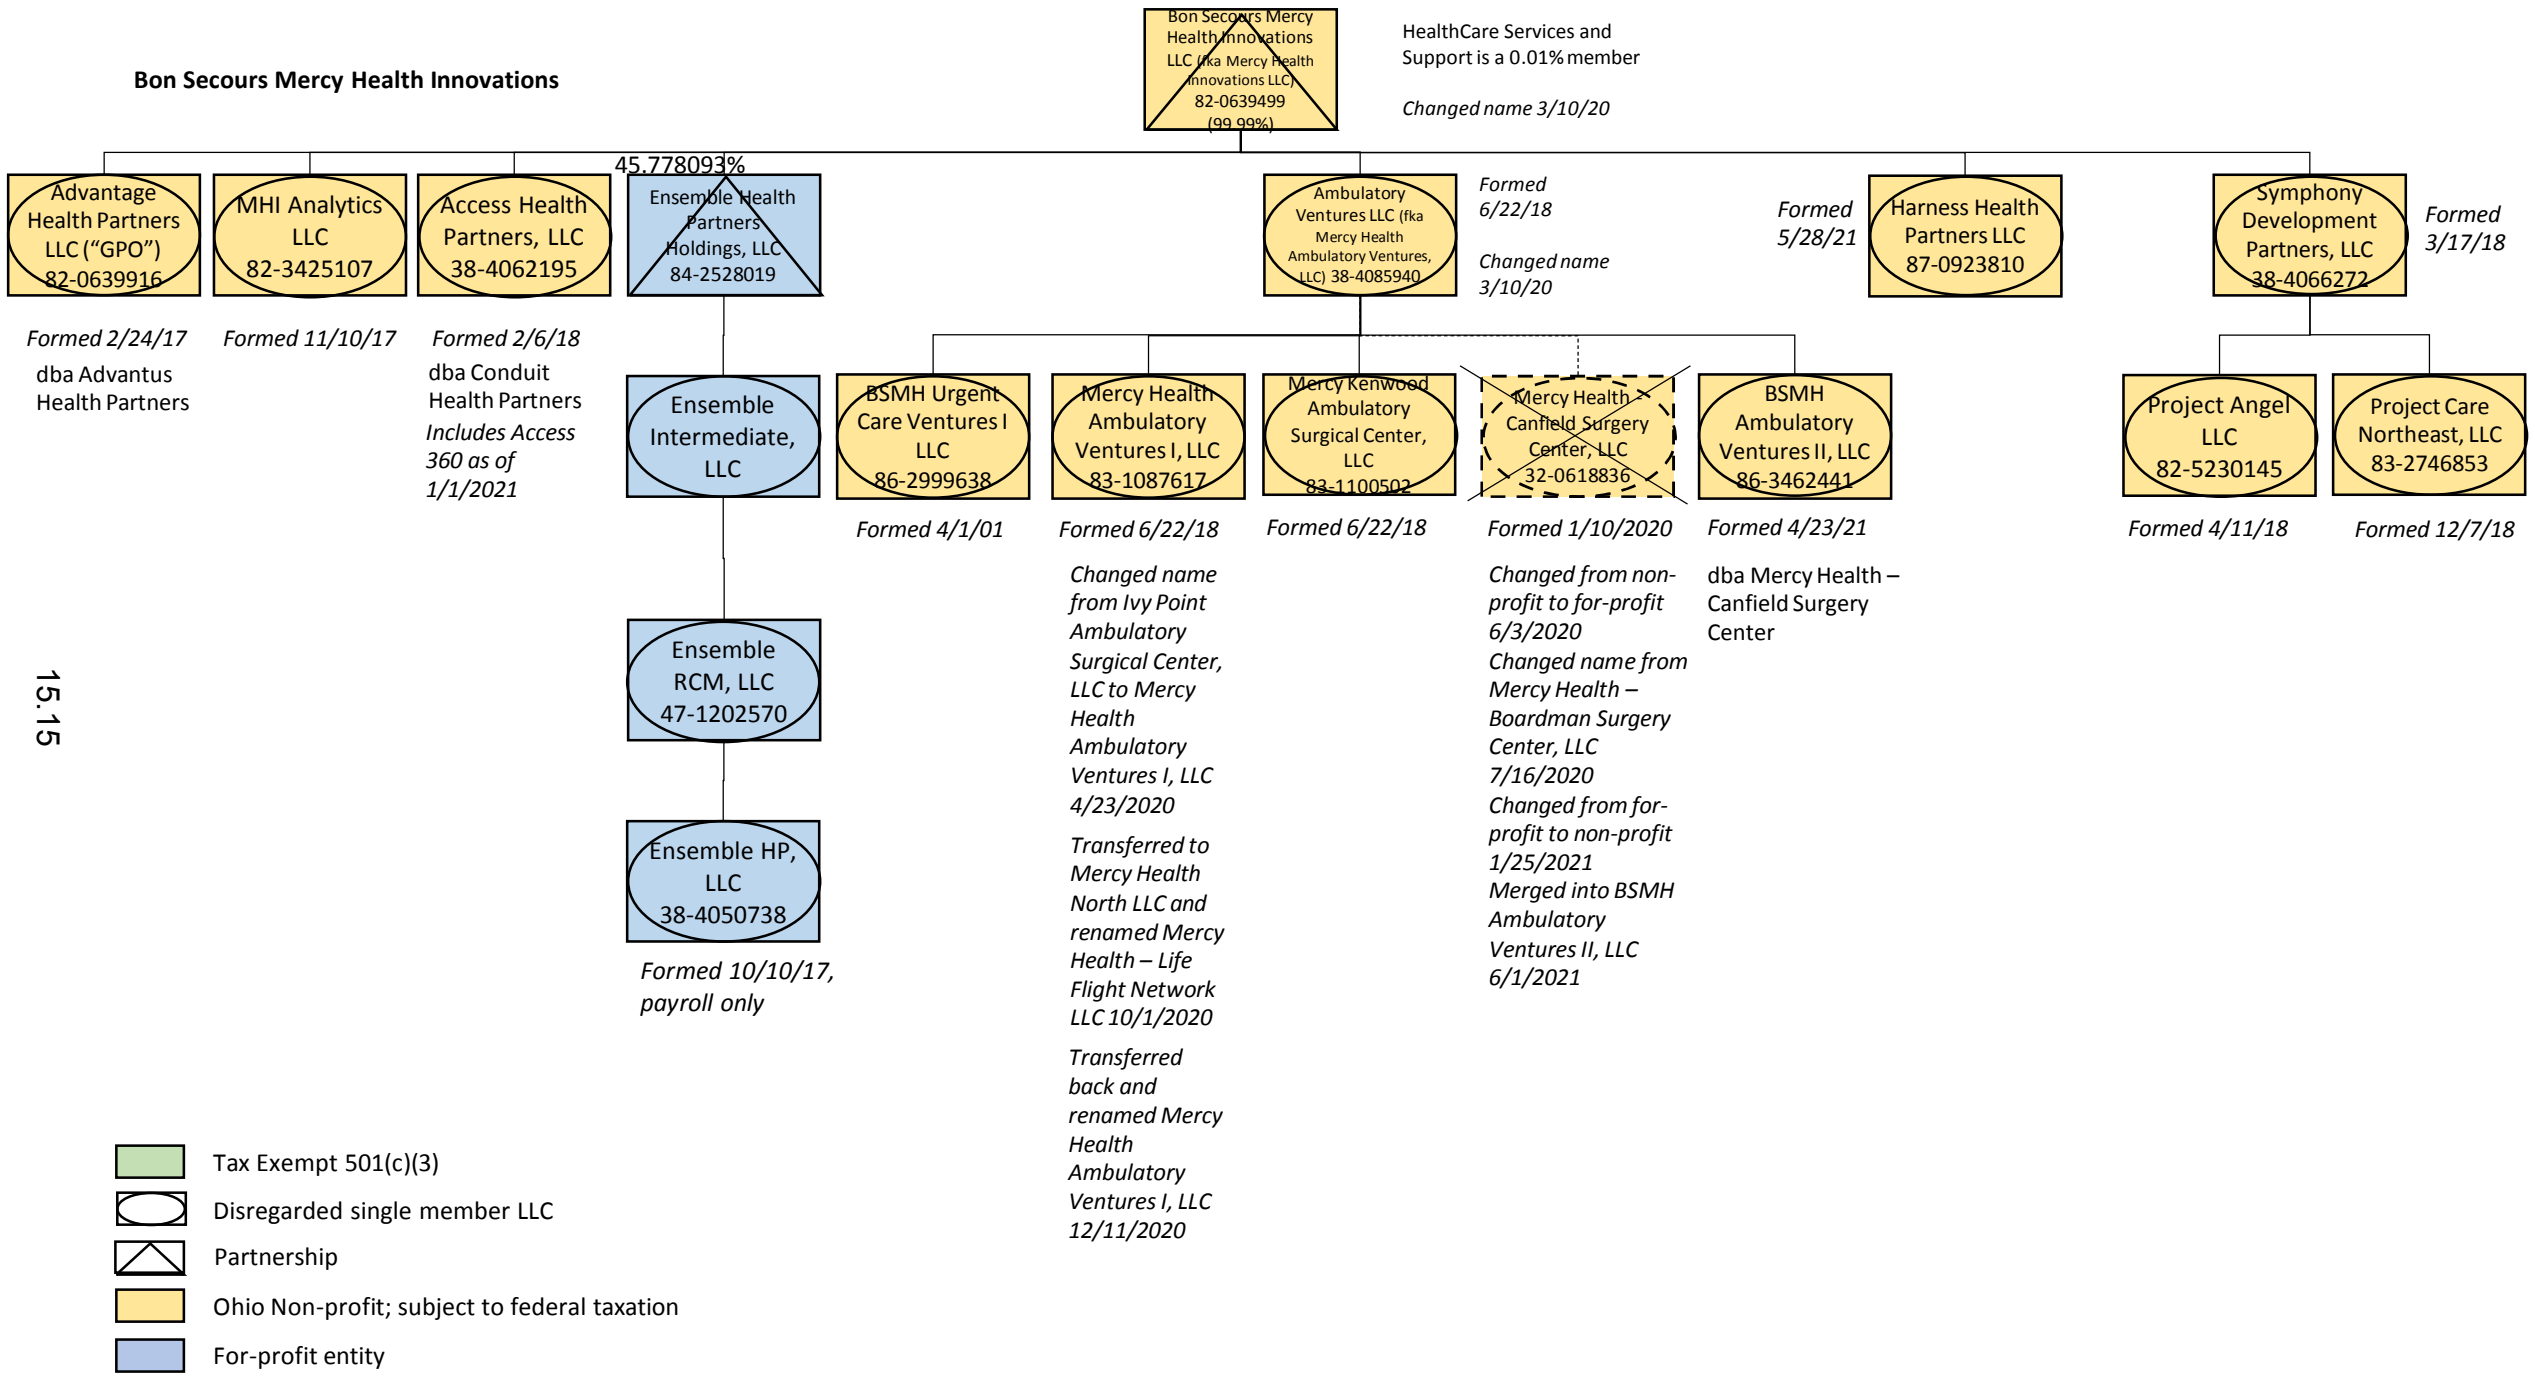 Bon Secours Mercy Health Innovations
Bon Secours Mercy
Health Innovations
LLC (fka Mercy Health
Innovations LLC)
82-0639499
(99.99%)
HealthCare Services and
Support is a 0.01% member
Changed name 3/10/20
Advantage
Health Partners
LLC (“GPO”)
82-0639916
Formed 2/24/17
dba Advantus
Health Partners
MHI Analytics
LLC
82-3425107
Formed 11/10/17
Access Health
Partners, LLC
38-4062195
Formed 2/6/18
dba Conduit
Health Partners
Includes Access
360 as of
1/1/2021
45.778093%
Ensemble Health
Partners
Holdings, LLC
84-2528019
Ensemble
Intermediate,
LLC
Ensemble
RCM, LLC
47-1202570
Ensemble HP,
LLC
38-4050738
Formed 10/10/17,
payroll only
Ambulatory
Ventures LLC (fka
Mercy Health
Ambulatory Ventures,
LLC) 38-4085940
Formed
6/22/18
Changed name
3/10/20
BSMH Urgent
Care Ventures I
LLC
86-2999638
Formed 4/1/01
Mercy Health
Ambulatory
Ventures I, LLC
83-1087617
Formed 6/22/18
Changed name
from Ivy Point
Ambulatory
Surgical Center,
LLC to Mercy
Health
Ambulatory
Ventures I, LLC
4/23/2020
Transferred to
Mercy Health
North LLC and
renamed Mercy
Health – Life
Flight Network
LLC 10/1/2020
Transferred
back and
renamed Mercy
Health
Ambulatory
Ventures I, LLC
12/11/2020
Mercy Kenwood
Ambulatory
Surgical Center,
LLC
83-1100502
Formed 6/22/18
Mercy Health -
Canfield Surgery
Center, LLC
32-0618836
Formed 1/10/2020
Changed from non-
profit to for-profit
6/3/2020
Changed name from
Mercy Health –
Boardman Surgery
Center, LLC
7/16/2020
Changed from for-
profit to non-profit
1/25/2021
Merged into BSMH
Ambulatory
Ventures II, LLC
6/1/2021
BSMH
Ambulatory
Ventures II, LLC
86-3462441
Formed 4/23/21
dba Mercy Health –
Canfield Surgery
Center
Formed
5/28/21
Harness Health
Partners LLC
87-0923810
Symphony
Development
Partners, LLC
38-4066272
Formed
3/17/18
Project Angel
LLC
82-5230145
Formed 4/11/18
Project Care
Northeast, LLC
83-2746853
Formed 12/7/18
15.15
Tax Exempt 501(c)(3)
Disregarded single member LLC
Partnership
Ohio Non-profit; subject to federal taxation
For-profit entity